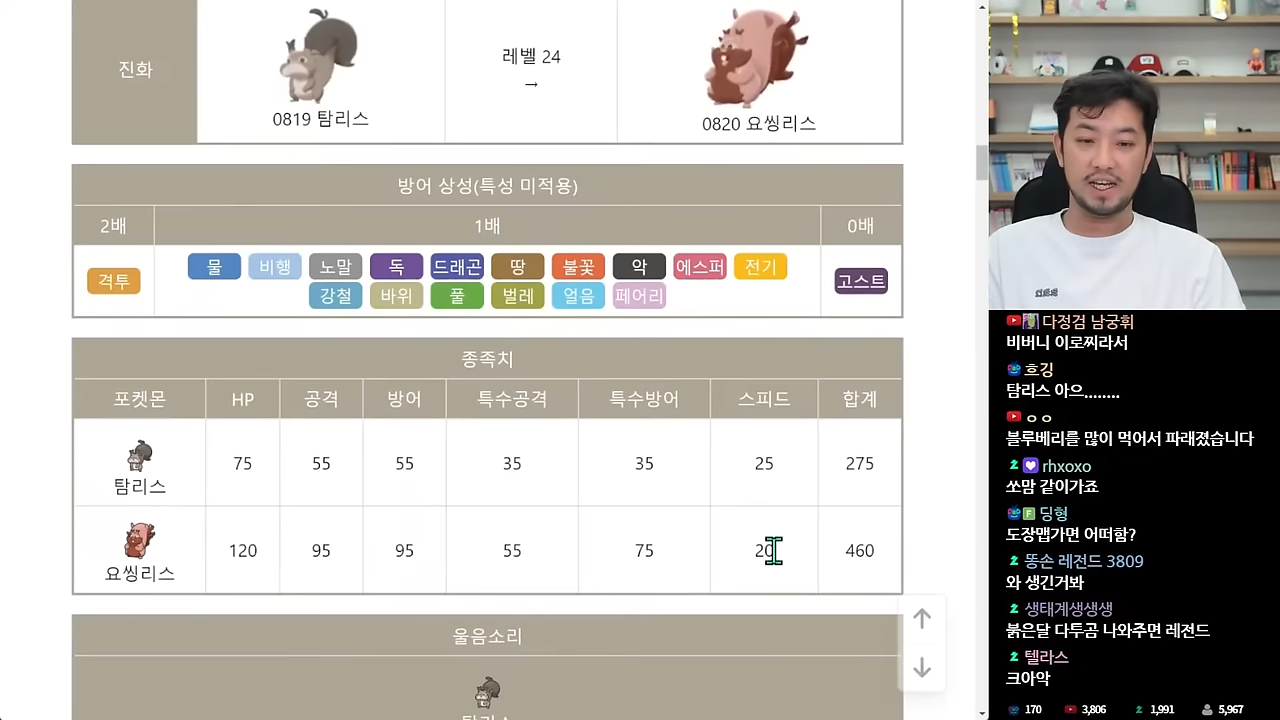 진화
0819 탐리스
레벨 24
→
0820 요씽리스
방어 상성(특성 미적용)
2배
1배
0배
격투
물 비행 노말 독 드래곤 땅 불꽃 악 에스퍼 전기
강철 바위 풀 벌레 얼음 페어리
고스트
종족치
포켓몬 HP 공격 방어 특수공격 특수방어 스피드 합계
탐리스 75 55 55 35 35 25 275
요씽리스 120 95 95 55 75 20 460
울음소리
탐리스
다정검 남궁휘
비버니 이로찌라서
흐깅
탐리스 아으........
ㅇㅇ
블루베리를 많이 먹어서 파래졌습니다
rhxoxo
쏘맘 같이가죠
F 딩형
도장맵가면 어떠함?
똥손 레전드 3809
와 생긴거봐
생태계생생생
붉은달 다투곰 나와주면 레전드
텔라스
크아악
170 3,806 1,991 5,967